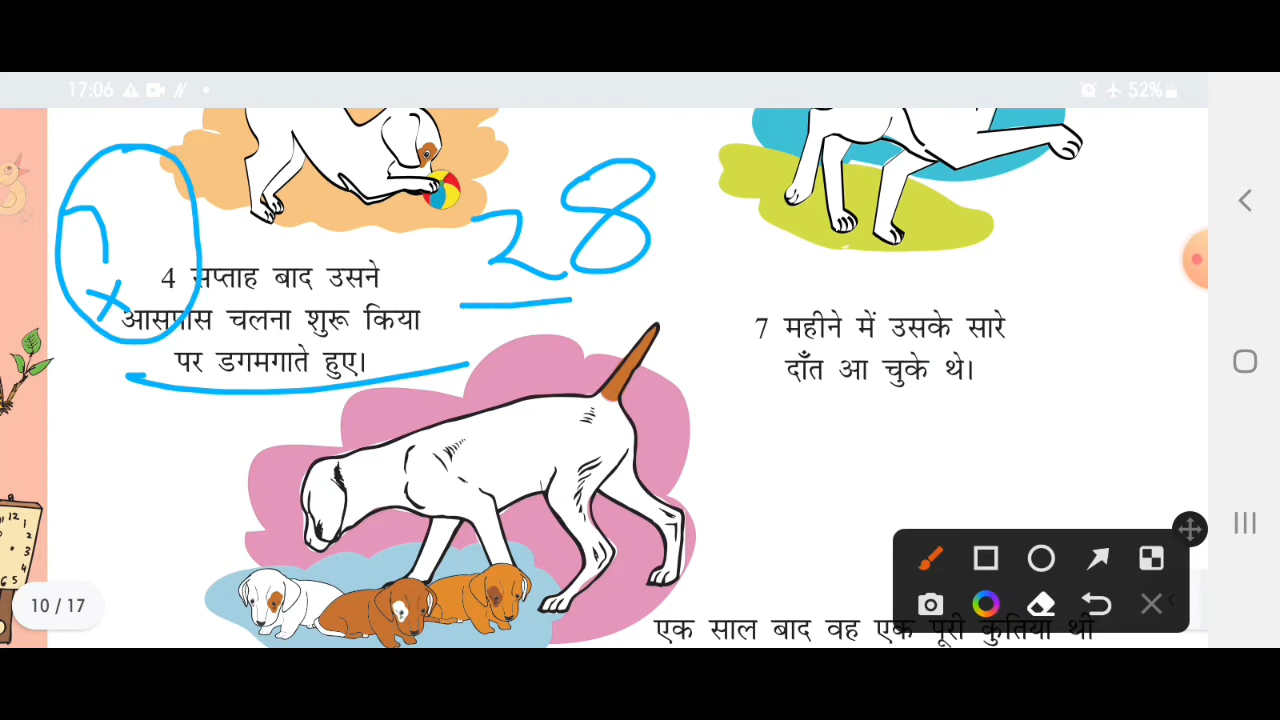 17:06
52%
28
4 सप्ताह बाद उसने
आसपास चलना शुरू किया
पर डगमगाते हुए।
7 महीने में उसके सारे
दाँत आ चुके थे।
10 / 17
एक साल बाद वह एक पूरी कुतिया थी